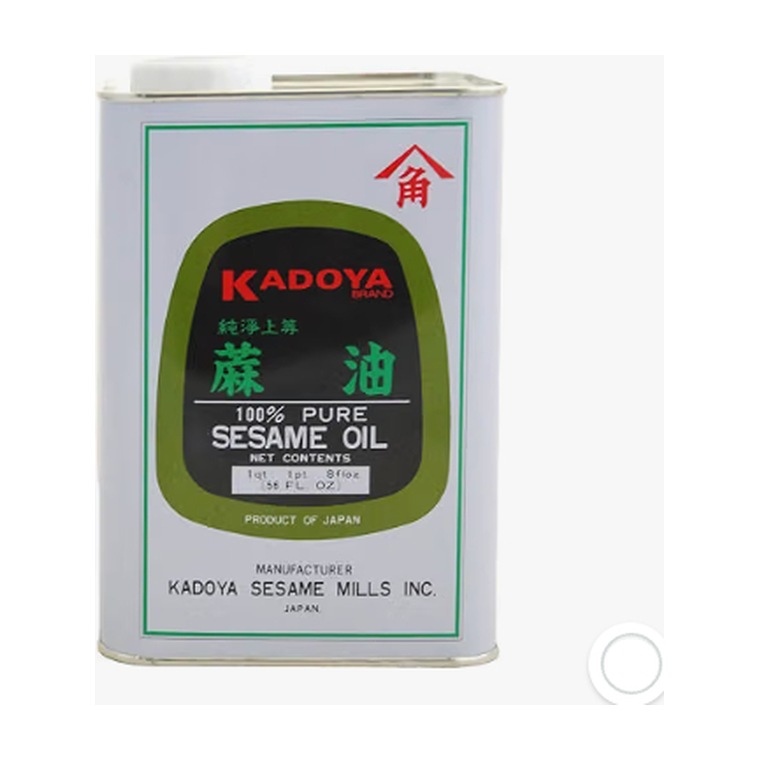 角
KADOYA
BRAND
純淨上等
蔴油
100% PURE
SESAME OIL
NET CONTENTS
1qt. 1pt. 8floz.
(56 FL. OZ)
PRODUCT OF JAPAN
MANUFACTURER
KADOYA SESAME MILLS INC.
JAPAN.